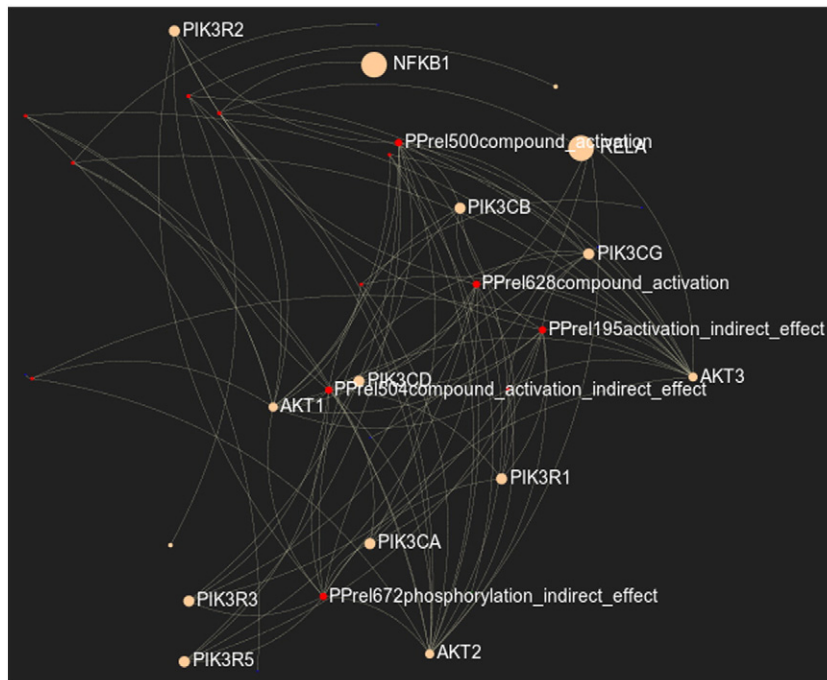 PIK3R2
NFKB1
PPrel500compound_activation
RELA
PIK3CB
PIK3CG
PPrel628compound_activation
PPrel195activation_indirect_effect
PIK3CD
AKT3
PPrel504compound_activation_indirect_effect
AKT1
PIK3R1
PIK3CA
PPrel672phosphorylation_indirect_effect
PIK3R3
AKT2
PIK3R5